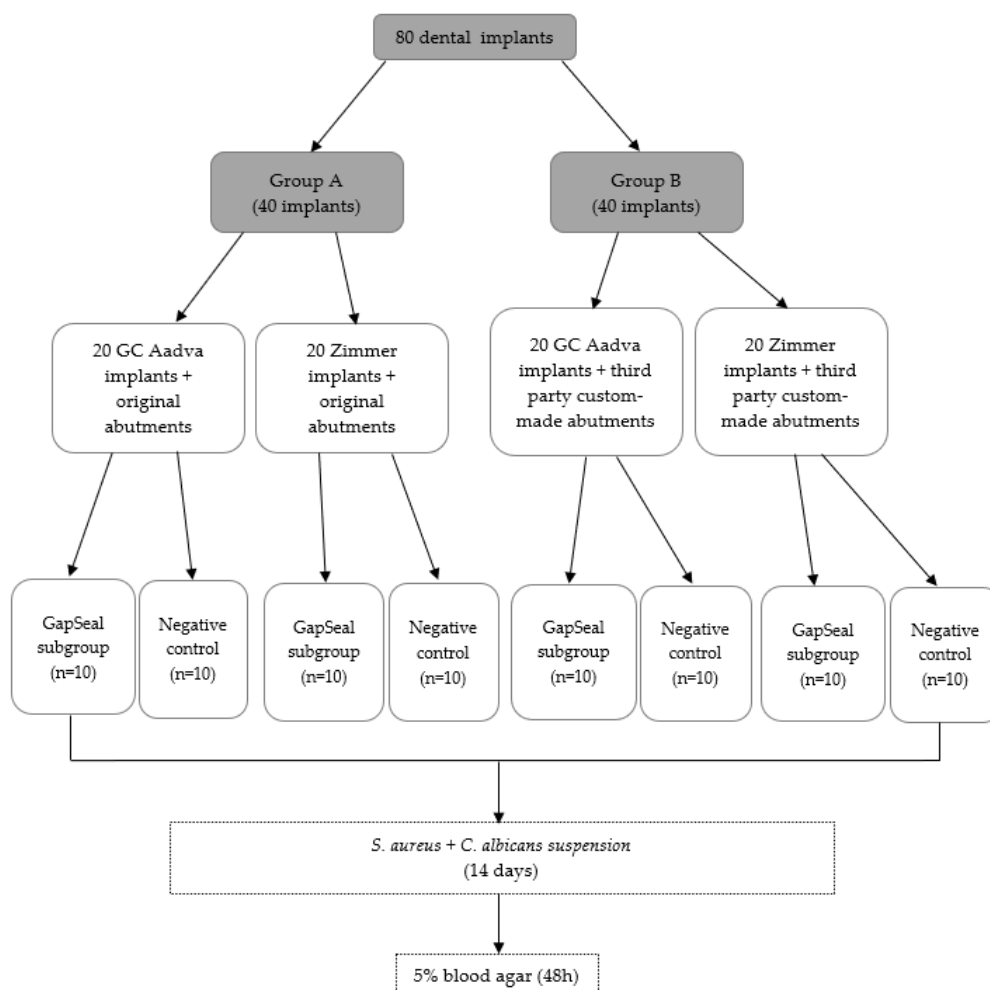 80 dental implants
Group A
(40 implants)
Group B
(40 implants)
20 GC Aadva
implants +
original
abutments
20 Zimmer
implants +
original
abutments
20 GC Aadva
implants + third
party custom-
made abutments
20 Zimmer
implants + third
party custom-
made abutments
GapSeal
subgroup
(n=10)
Negative
control
(n=10)
GapSeal
subgroup
(n=10)
Negative
control
(n=10)
GapSeal
subgroup
(n=10)
Negative
control
(n=10)
GapSeal
subgroup
(n=10)
Negative
control
(n=10)
S. aureus + C. albicans suspension
(14 days)
5% blood agar (48h)